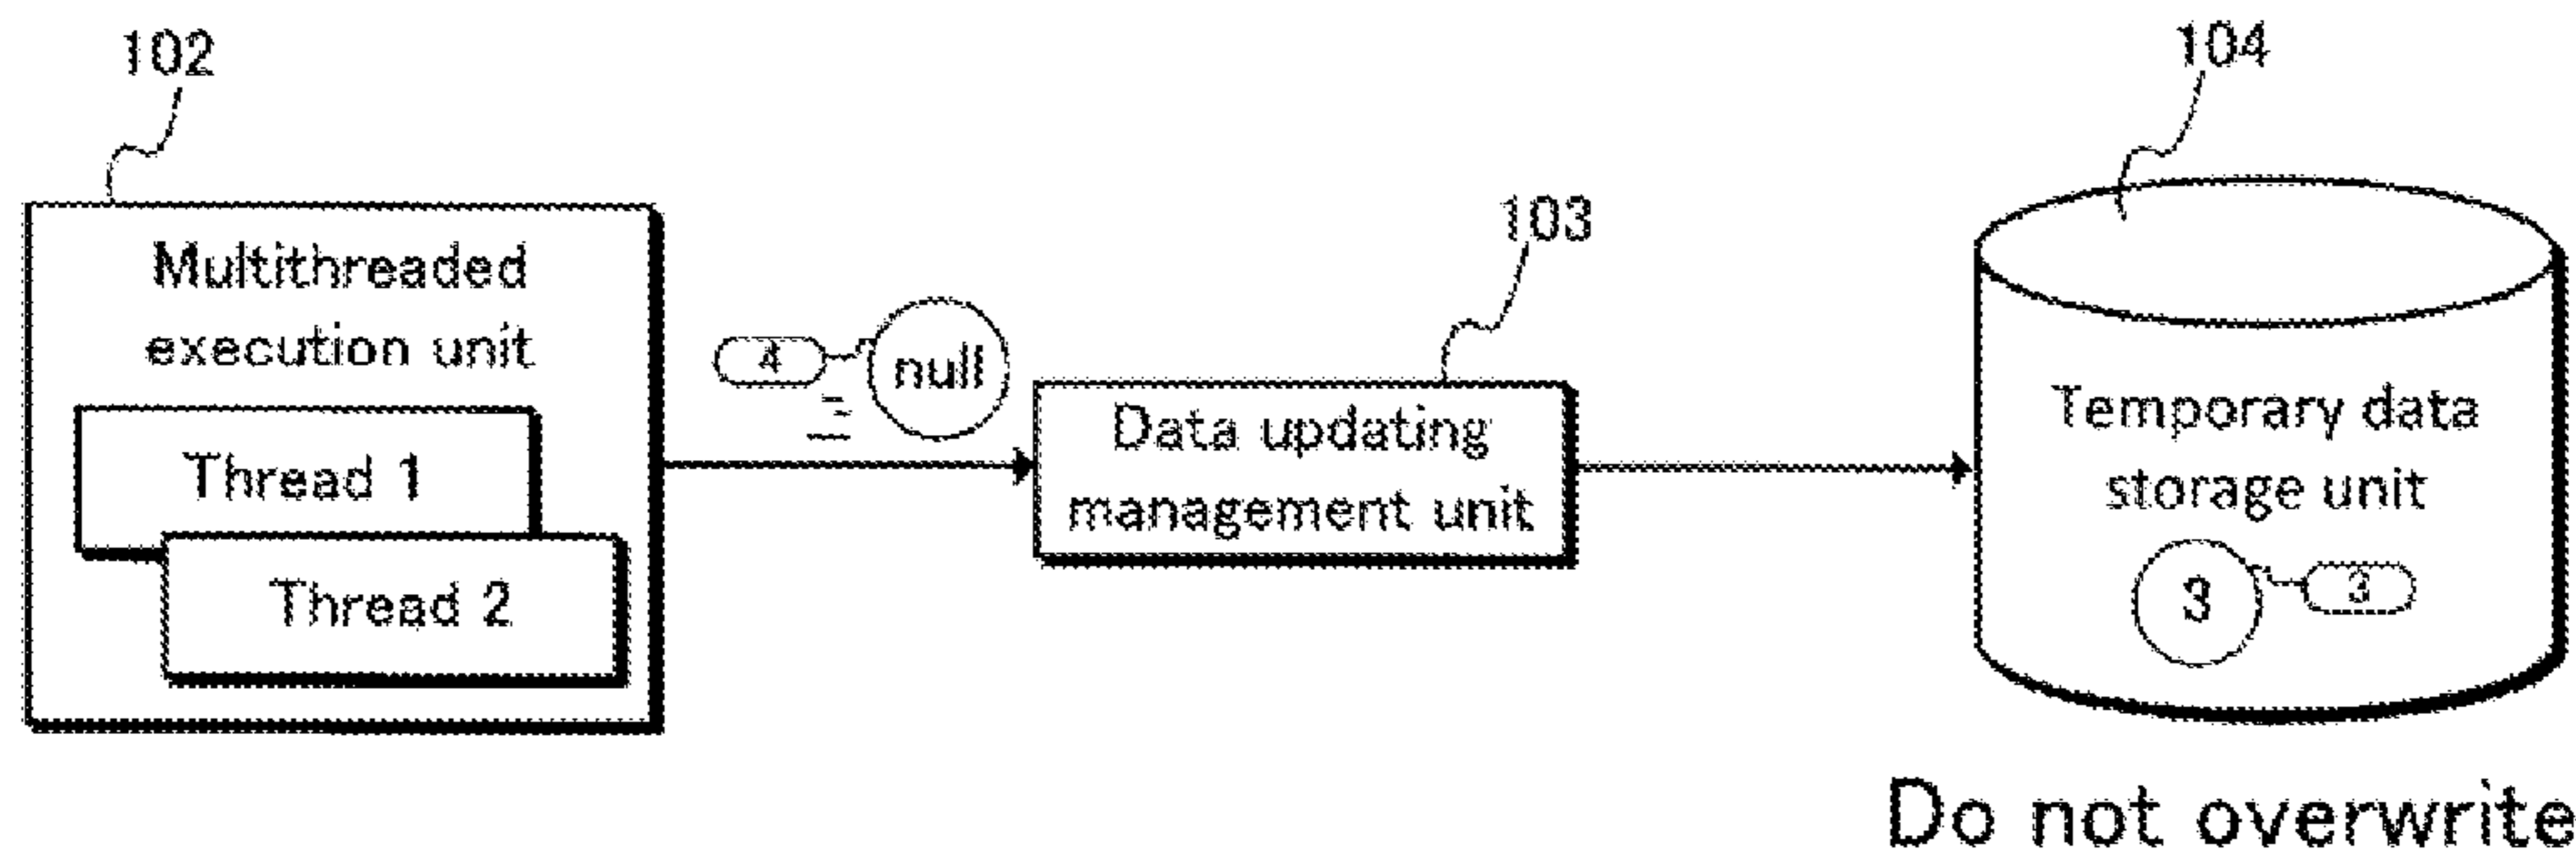 102
104
103
Multithreaded
execution unit
4
null
Thread 1
Thread 2
Data updating
management unit
Temporary data
storage unit
3
3
Do not overwrite